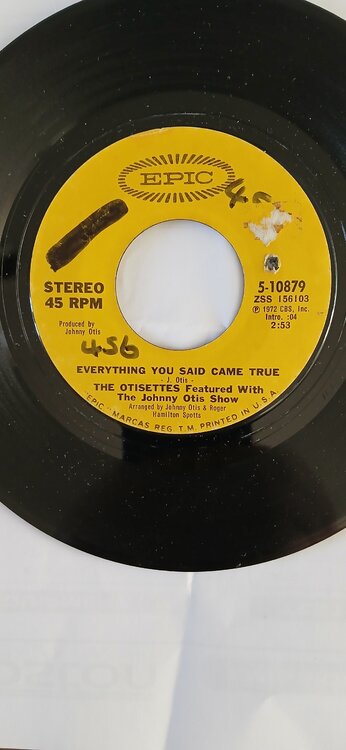 EPIC
STEREO
45 RPM
5-10879
ZSS 156103
℗ 1972 CBS, Inc.
Intro. :04
2:53
Produced by
Johnny Otis
456
EVERYTHING YOU SAID CAME TRUE
- J. Otis -
THE OTISETTES Featured With
The Johnny Otis Show
Arranged by Johnny Otis & Roger
Hamilton Spotts
"EPIC", MARCAS REG. T.M. PRINTED IN U.S.A.